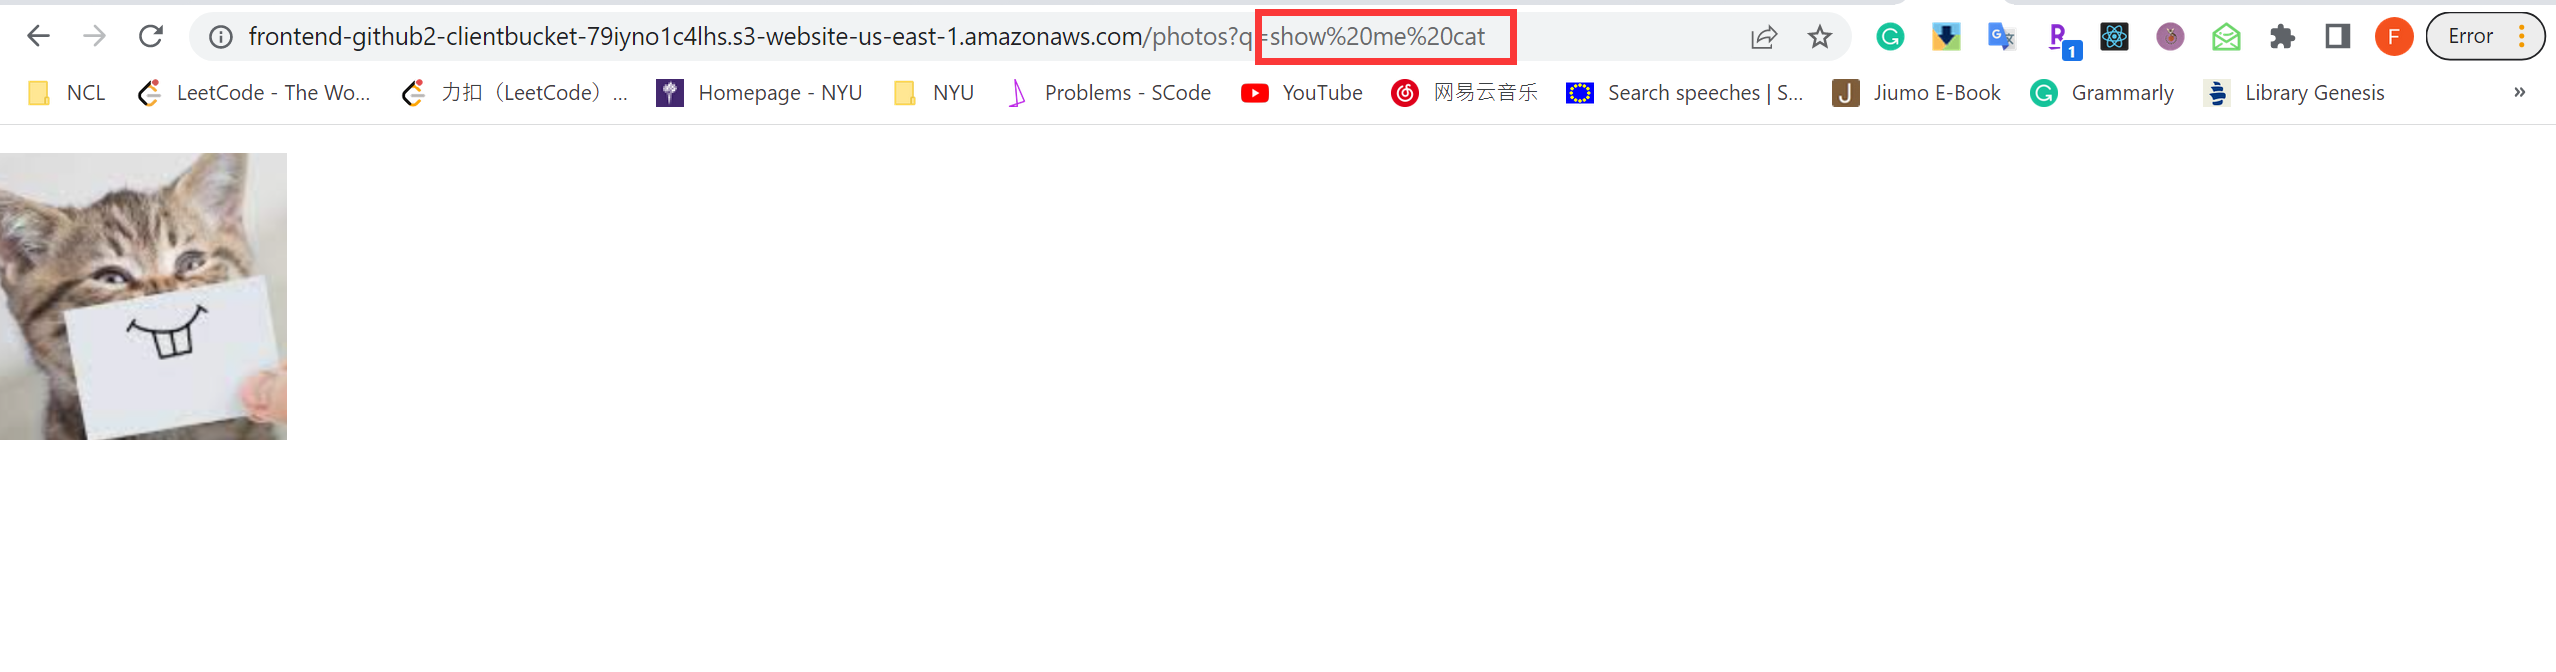 frontend-github2-clientbucket-79iyno1c4lhs.s3-website-us-east-1.amazonaws.com/photos?q=show%20me%20cat F Error
1
NCL LeetCode - The Wo... 力扣（LeetCode）... Homepage - NYU NYU Problems - SCode YouTube 网易云音乐 Search speeches | S... J Jiumo E-Book Grammarly Library Genesis »